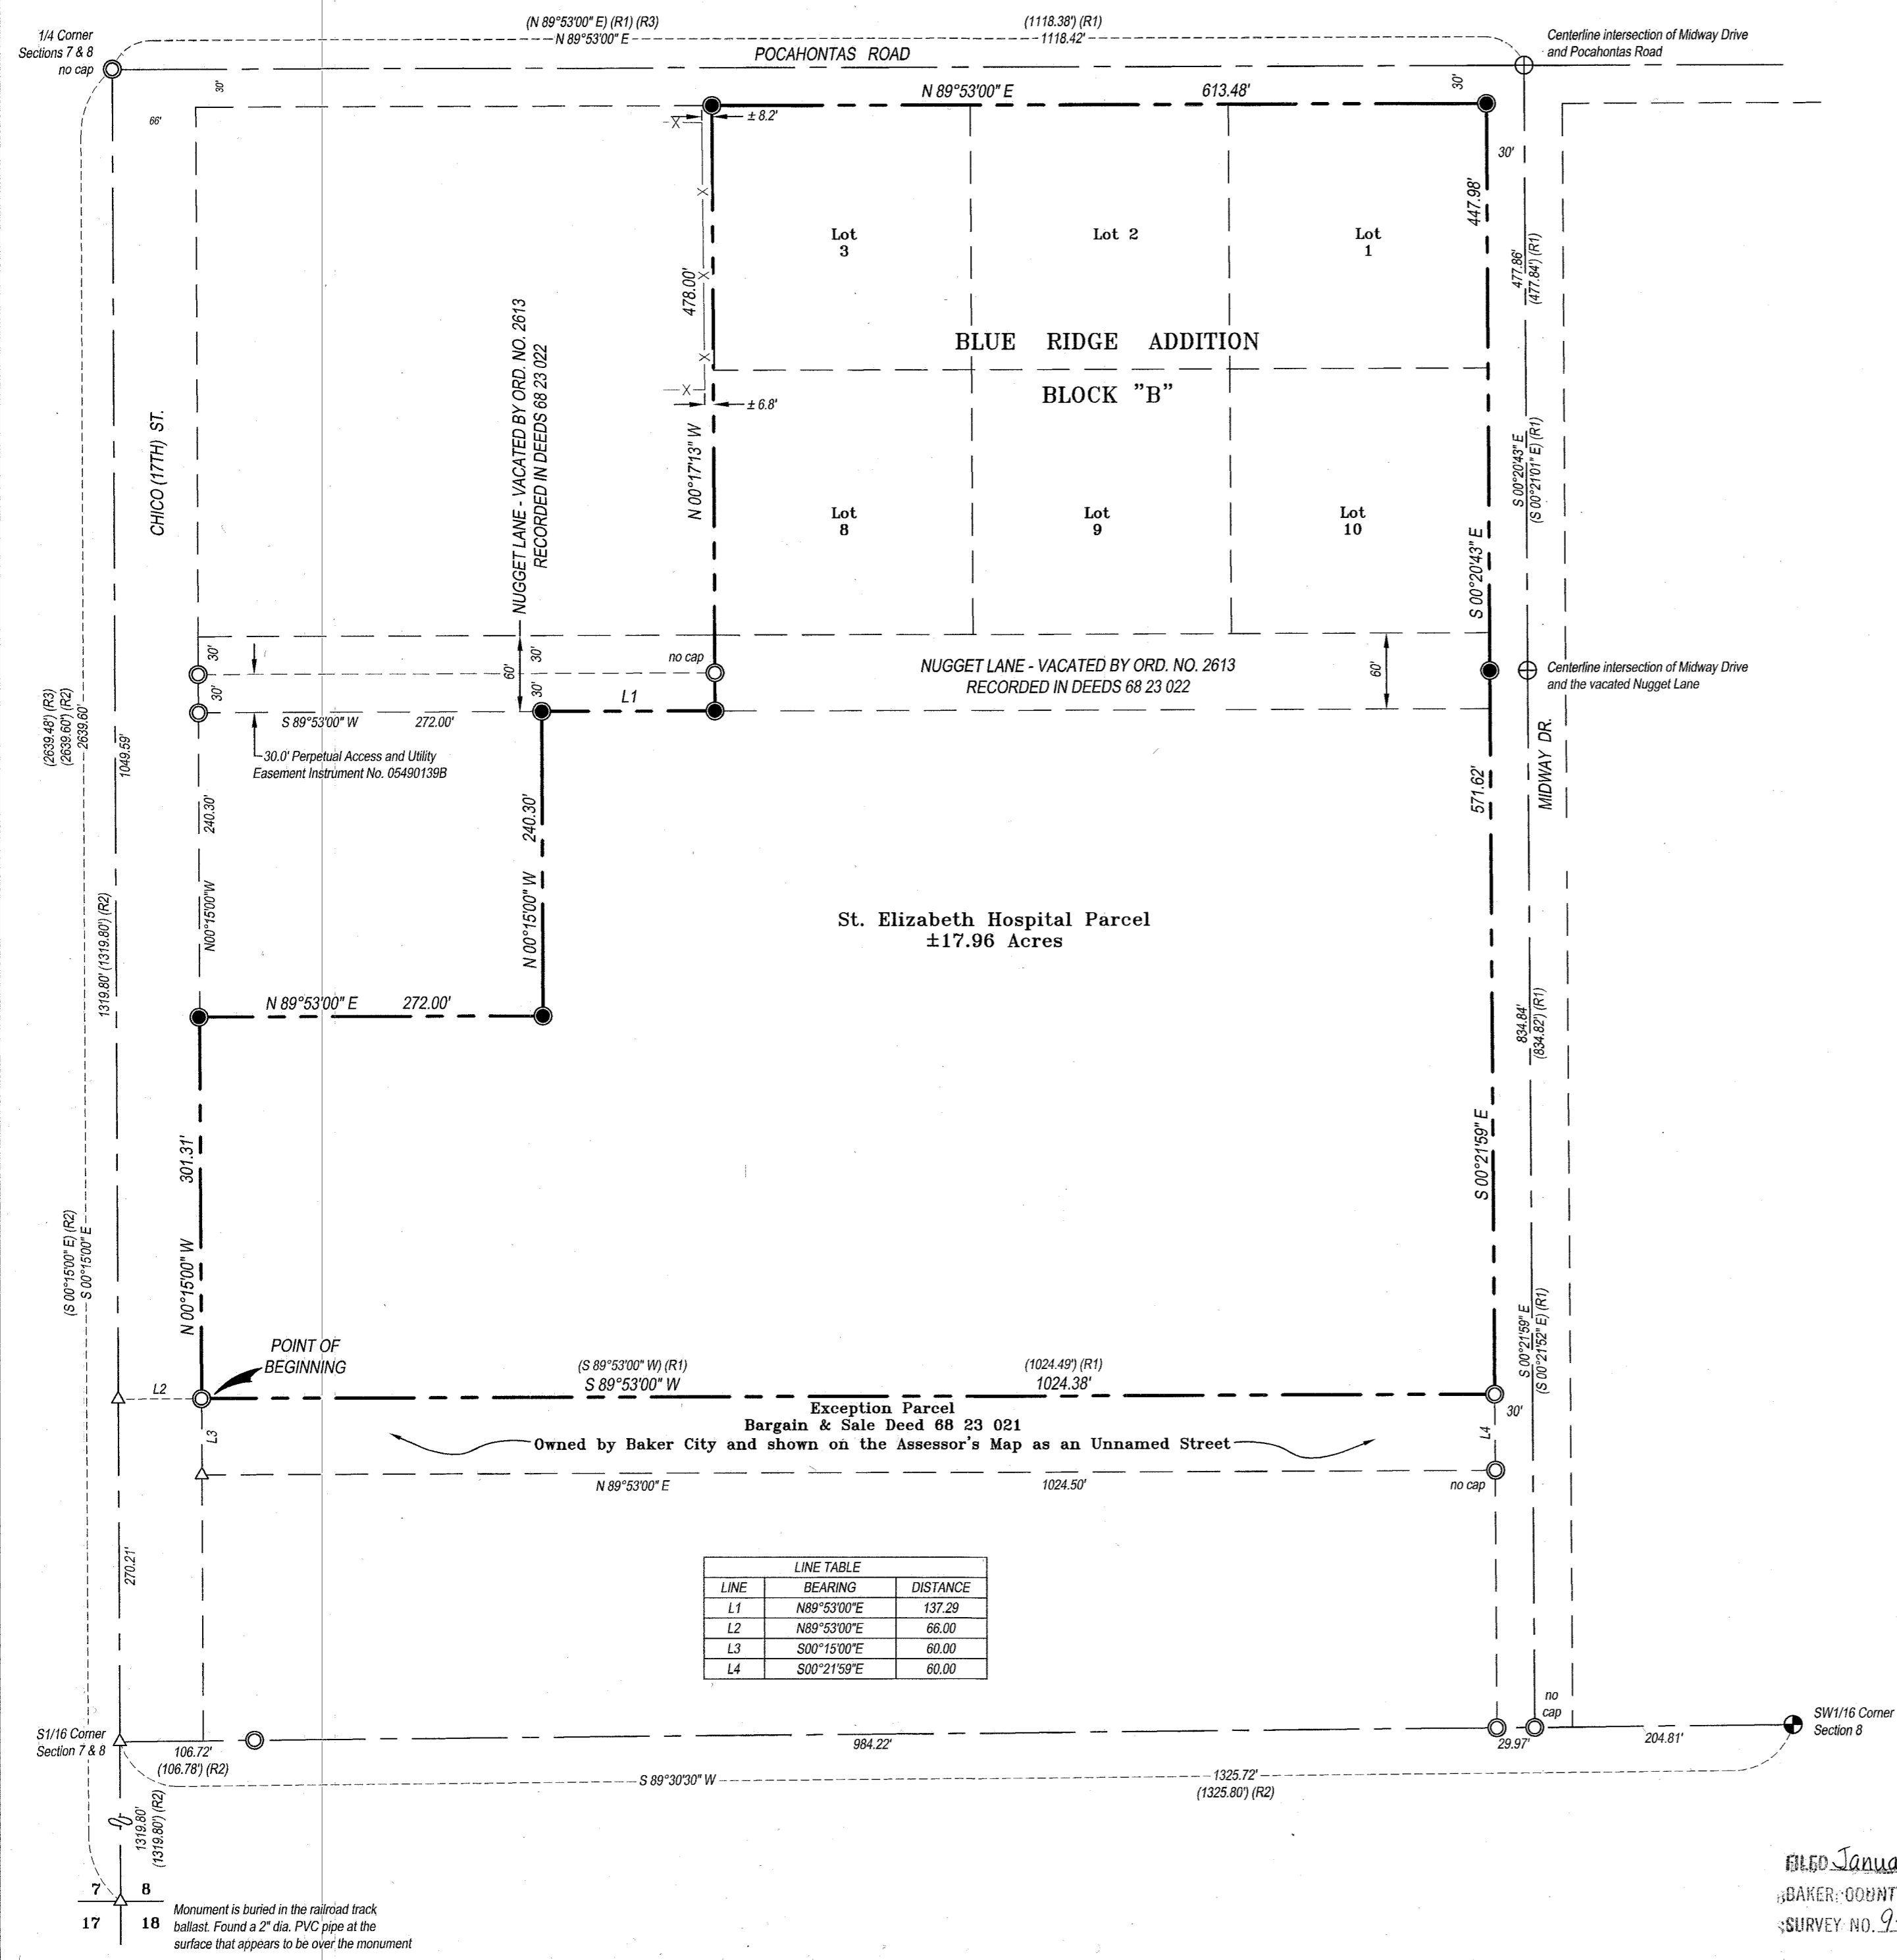 (N 89°53'00" E) (R1) (R3)
N 89°53'00" E
(1118.38') (R1)
1118.42'
1/4 Corner
Sections 7 & 8
no cap
POCAHONTAS ROAD
Centerline intersection of Midway Drive
and Pocahontas Road
30'
66'
N 89°53'00" E
613.48'
30'
± 8.2'
30'
447.98'
478.00'
Lot
3
Lot 2
Lot
1
477.86'
(477.84') (R1)
BLUE RIDGE ADDITION
BLOCK "B"
± 6.8'
NUGGET LANE - VACATED BY ORD. NO. 2613
RECORDED IN DEEDS 68 23 022
CHICO (17TH) ST.
N 00°17'13" W
S 00°20'43" E
(S 00°21'01" E) (R1)
Lot
8
Lot
9
Lot
10
S 00°20'43" E
30'
30'
60'
30'
30'
no cap
NUGGET LANE - VACATED BY ORD. NO. 2613
RECORDED IN DEEDS 68 23 022
60'
Centerline intersection of Midway Drive
and the vacated Nugget Lane
L1
S 89°53'00" W
272.00'
30.0' Perpetual Access and Utility
Easement Instrument No. 05490139B
(2639.48') (R3)
(2639.60') (R2)
2639.60'
1049.59'
MIDWAY DR.
571.62'
240.30'
240.30'
N00°15'00"W
N 00°15'00" W
St. Elizabeth Hospital Parcel
±17.96 Acres
1319.80' (1319.80') (R2)
N 89°53'00" E
272.00'
834.84'
(834.82') (R1)
301.31'
S 00°21'59" E
(S 00°15'00" E) (R2)
S 00°15'00" E
N 00°15'00" W
S 00°21'59" E
(S 00°21'52" E) (R1)
POINT OF
BEGINNING
L2
(S 89°53'00" W) (R1)
S 89°53'00" W
(1024.49') (R1)
1024.38'
Exception Parcel
Bargain & Sale Deed 68 23 021
Owned by Baker City and shown on the Assessor's Map as an Unnamed Street
30'
L3
L4
N 89°53'00" E
1024.50'
no cap
270.21'
LINE TABLE
LINE BEARING DISTANCE
L1 N89°53'00"E 137.29
L2 N89°53'00"E 66.00
L3 S00°15'00"E 60.00
L4 S00°21'59"E 60.00
no
cap
S1/16 Corner
Section 7 & 8
SW1/16 Corner
Section 8
106.72'
(106.78') (R2)
984.22'
29.97'
204.81'
S 89°30'30" W
1325.72'
(1325.80') (R2)
1319.80'
(1319.80') (R2)
7 8
17 18
Monument is buried in the railroad track
ballast. Found a 2" dia. PVC pipe at the
surface that appears to be over the monument
FILED Janua
BAKER COUNT
SURVEY NO. 9